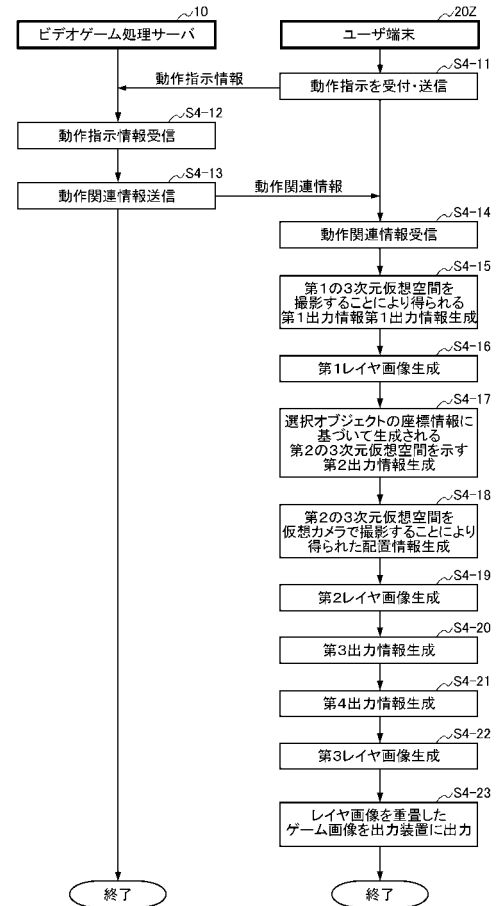 10
ビデオゲーム処理サーバ
20Z
ユーザ端末
S4-11
動作指示を受付・送信
動作指示情報
S4-12
動作指示情報受信
S4-13
動作関連情報送信
動作関連情報
S4-14
動作関連情報受信
S4-15
第1の3次元仮想空間を
撮影することにより得られる
第1出力情報第1出力情報生成
S4-16
第1レイヤ画像生成
S4-17
選択オブジェクトの座標情報に
基づいて生成される
第2の3次元仮想空間を示す
第2出力情報生成
S4-18
第2の3次元仮想空間を
仮想カメラで撮影することにより
得られた配置情報生成
S4-19
第2レイヤ画像生成
S4-20
第3出力情報生成
S4-21
第4出力情報生成
S4-22
第3レイヤ画像生成
S4-23
レイヤ画像を重畳した
ゲーム画像を出力装置に出力
終了
終了